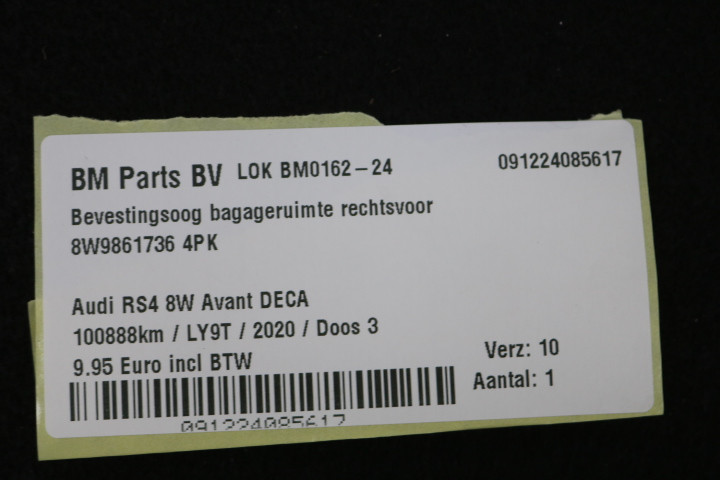 BM Parts BV LOK BM0162-24 091224085617
Bevestingsoog bagageruimte rechtsvoor
8W9861736 4PK
Audi RS4 8W Avant DECA
100888km / LY9T / 2020 / Doos 3
9.95 Euro incl BTW
Verz: 10
Aantal: 1
091224085617